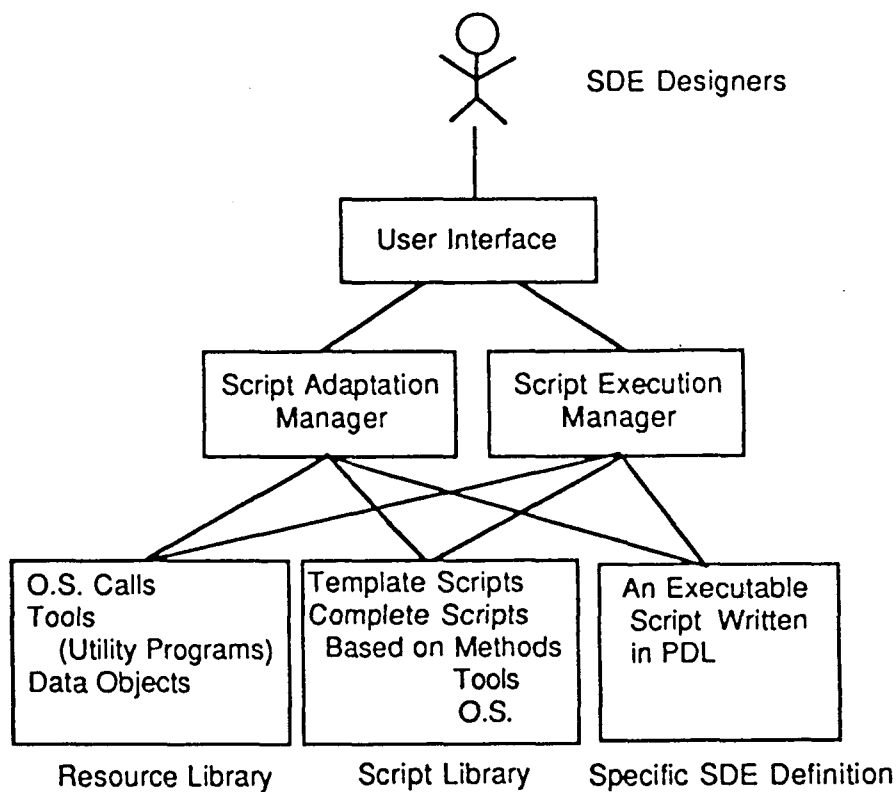 SDE Designers
User Interface
Script Adaptation
Manager
Script Execution
Manager
O.S. Calls
Tools
(Utility Programs)
Data Objects
Template Scripts
Complete Scripts
Based on Methods
Tools
O.S.
An Executable
Script Written
in PDL
Resource Library
Script Library
Specific SDE Definition